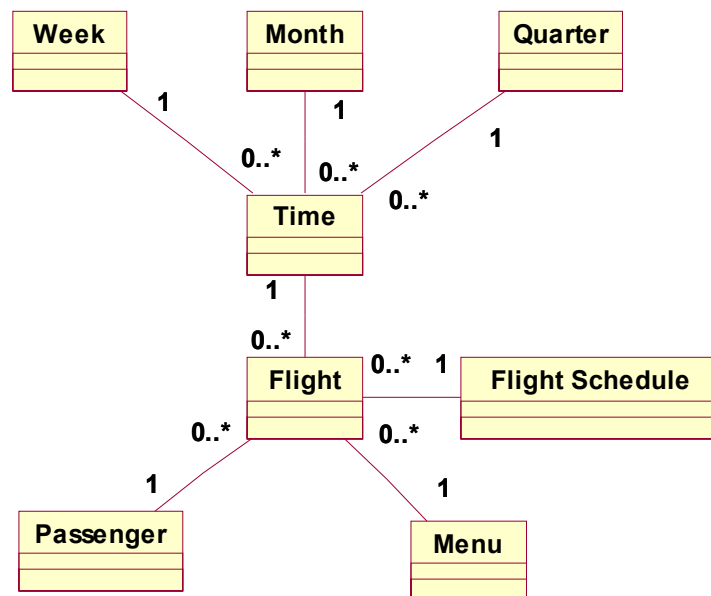 Week
Month
Quarter
1
1
1
0..*
0..*
0..*
Time
1
0..*
Flight
0..*
1
Flight Schedule
0..*
0..*
1
1
Passenger
Menu